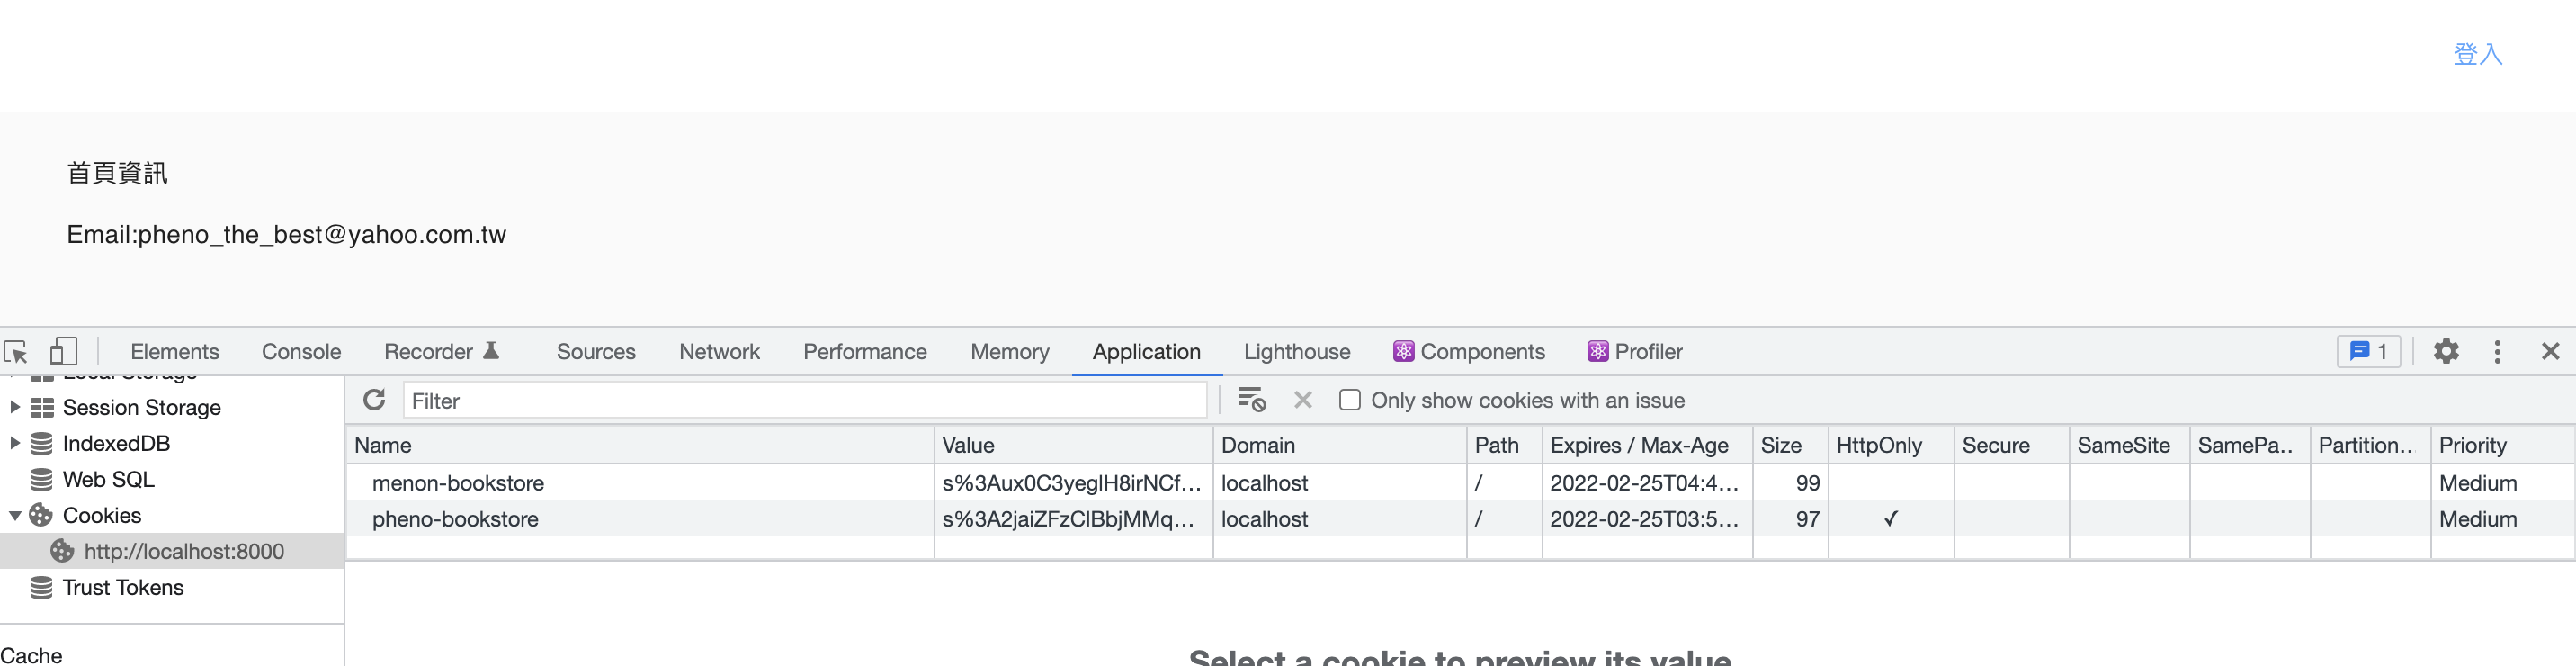 登入
首頁資訊
Email:pheno_the_best@yahoo.com.tw
Elements Console Recorder Sources Network Performance Memory Application Lighthouse Components Profiler 1
Local Storage
Session Storage
IndexedDB
Web SQL
Cookies
http://localhost:8000
Trust Tokens
Cache
Filter Only show cookies with an issue
Name Value Domain Path Expires / Max-Age Size HttpOnly Secure SameSite SamePa.. Partition.. Priority
menon-bookstore s%3Aux0C3yeglH8irNCf... localhost / 2022-02-25T04:4... 99 Medium
pheno-bookstore s%3A2jaiZFzClBbjMMq... localhost / 2022-02-25T03:5... 97 ✓ Medium
Select a cookie to preview its value